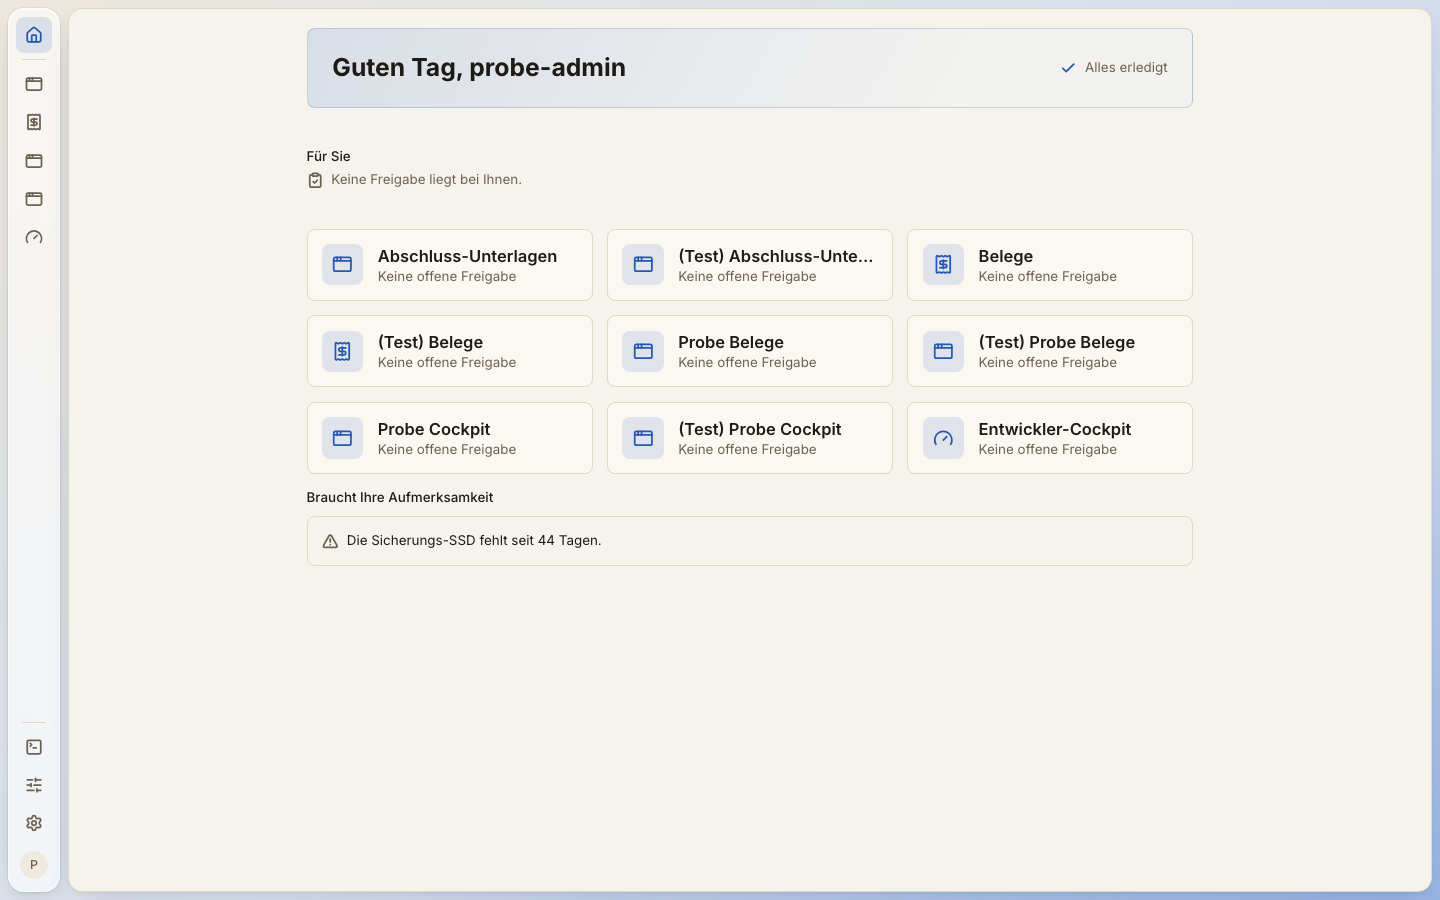 Guten Tag, probe-admin
Alles erledigt
Für Sie
Keine Freigabe liegt bei Ihnen.
Abschluss-Unterlagen
Keine offene Freigabe
(Test) Abschluss-Unte...
Keine offene Freigabe
Belege
Keine offene Freigabe
(Test) Belege
Keine offene Freigabe
Probe Belege
Keine offene Freigabe
(Test) Probe Belege
Keine offene Freigabe
Probe Cockpit
Keine offene Freigabe
(Test) Probe Cockpit
Keine offene Freigabe
Entwickler-Cockpit
Keine offene Freigabe
Braucht Ihre Aufmerksamkeit
Die Sicherungs-SSD fehlt seit 44 Tagen.
P